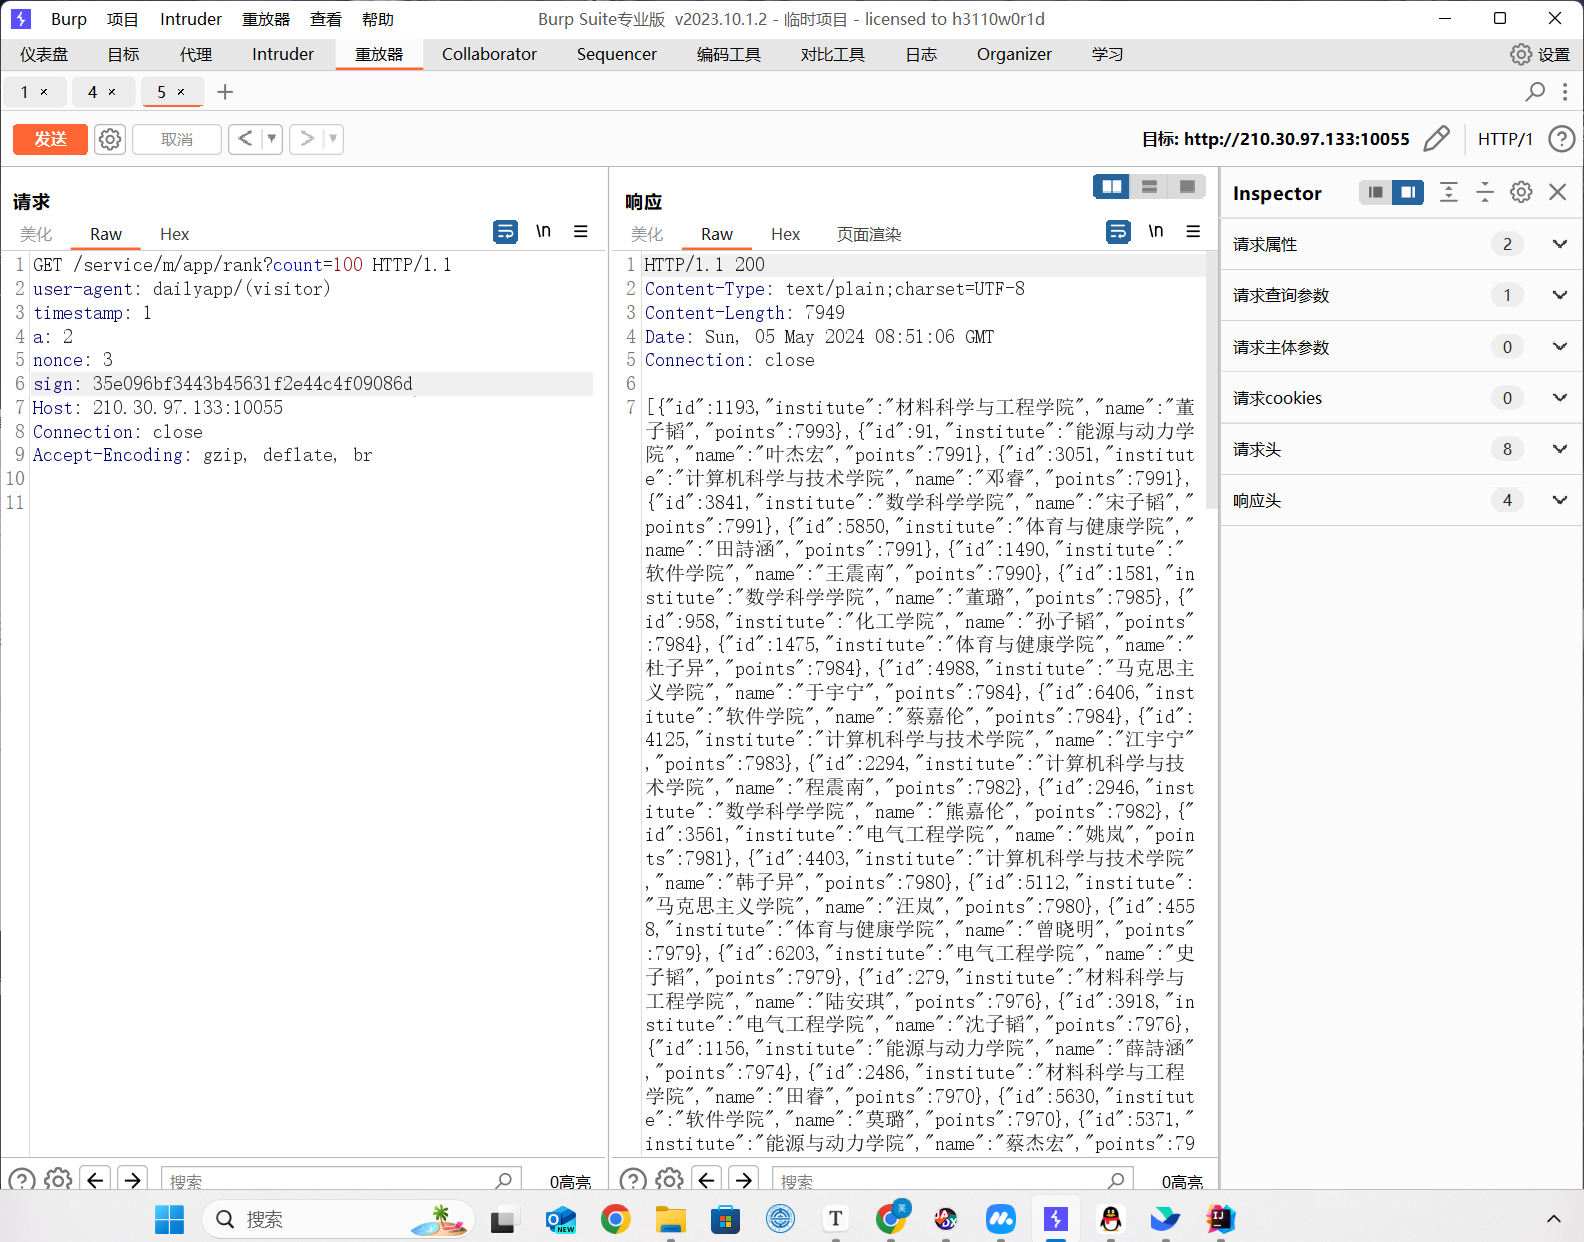 Burp 项目 Intruder 重放器 查看 帮助 Burp Suite专业版 v2023.10.1.2 - 临时项目 - licensed to h3110w0r1d
仪表盘 目标 代理 Intruder 重放器 Collaborator Sequencer 编码工具 对比工具 日志 Organizer 学习 设置
1 × 4 × 5 × +
发送 取消 < > 目标: http://210.30.97.133:10055 HTTP/1 ?
请求
美化 Raw Hex \n
1 GET /service/m/app/rank?count=100 HTTP/1.1
2 user-agent: dailyapp/(visitor)
3 timestamp: 1
4 a: 2
5 nonce: 3
6 sign: 35e096bf3443b45631f2e44c4f09086d
7 Host: 210.30.97.133:10055
8 Connection: close
9 Accept-Encoding: gzip, deflate, br
10
11
搜索 0高亮
响应
美化 Raw Hex 页面渲染 \n
1 HTTP/1.1 200
2 Content-Type: text/plain;charset=UTF-8
3 Content-Length: 7949
4 Date: Sun, 05 May 2024 08:51:06 GMT
5 Connection: close
6
7 [{"id":1193,"institute":"材料科学与工程学院","name":"董
子韬","points":7993},{"id":91,"institute":"能源与动力学
院","name":"叶杰宏","points":7991},{"id":3051,"institut
e":"计算机科学与技术学院","name":"邓睿","points":7991},
{"id":3841,"institute":"数学科学学院","name":"宋子韬","
points":7991},{"id":5850,"institute":"体育与健康学院","
name":"田詩涵","points":7991},{"id":1490,"institute":"
软件学院","name":"王震南","points":7990},{"id":1581,"in
stitute":"数学科学学院","name":"董璐","points":7985},{"
id":958,"institute":"化工学院","name":"孙子韬","points"
:7984},{"id":1475,"institute":"体育与健康学院","name":"
杜子异","points":7984},{"id":4988,"institute":"马克思主
义学院","name":"于宇宁","points":7984},{"id":6406,"inst
itute":"软件学院","name":"蔡嘉伦","points":7984},{"id":
4125,"institute":"计算机科学与技术学院","name":"江宇宁"
,"points":7983},{"id":2294,"institute":"计算机科学与技
术学院","name":"程震南","points":7982},{"id":2946,"inst
itute":"数学科学学院","name":"熊嘉伦","points":7982},{"
id":3561,"institute":"电气工程学院","name":"姚岚","poin
ts":7981},{"id":4403,"institute":"计算机科学与技术学院"
,"name":"韩子异","points":7980},{"id":5112,"institute":
"马克思主义学院","name":"汪岚","points":7980},{"id":455
8,"institute":"体育与健康学院","name":"曾晓明","points"
:7979},{"id":6203,"institute":"电气工程学院","name":"史
子韬","points":7979},{"id":279,"institute":"材料科学与
工程学院","name":"陆安琪","points":7976},{"id":3918,"in
stitute":"电气工程学院","name":"沈子韬","points":7976},
{"id":1156,"institute":"能源与动力学院","name":"薛詩涵"
,"points":7974},{"id":2486,"institute":"材料科学与工程
学院","name":"田睿","points":7970},{"id":5630,"institut
e":"软件学院","name":"莫璐","points":7970},{"id":5371,"
institute":"能源与动力学院","name":"蔡杰宏","points":79
搜索 0高亮
Inspector
请求属性 2
请求查询参数 1
请求主体参数 0
请求cookies 0
请求头 8
响应头 4
搜索